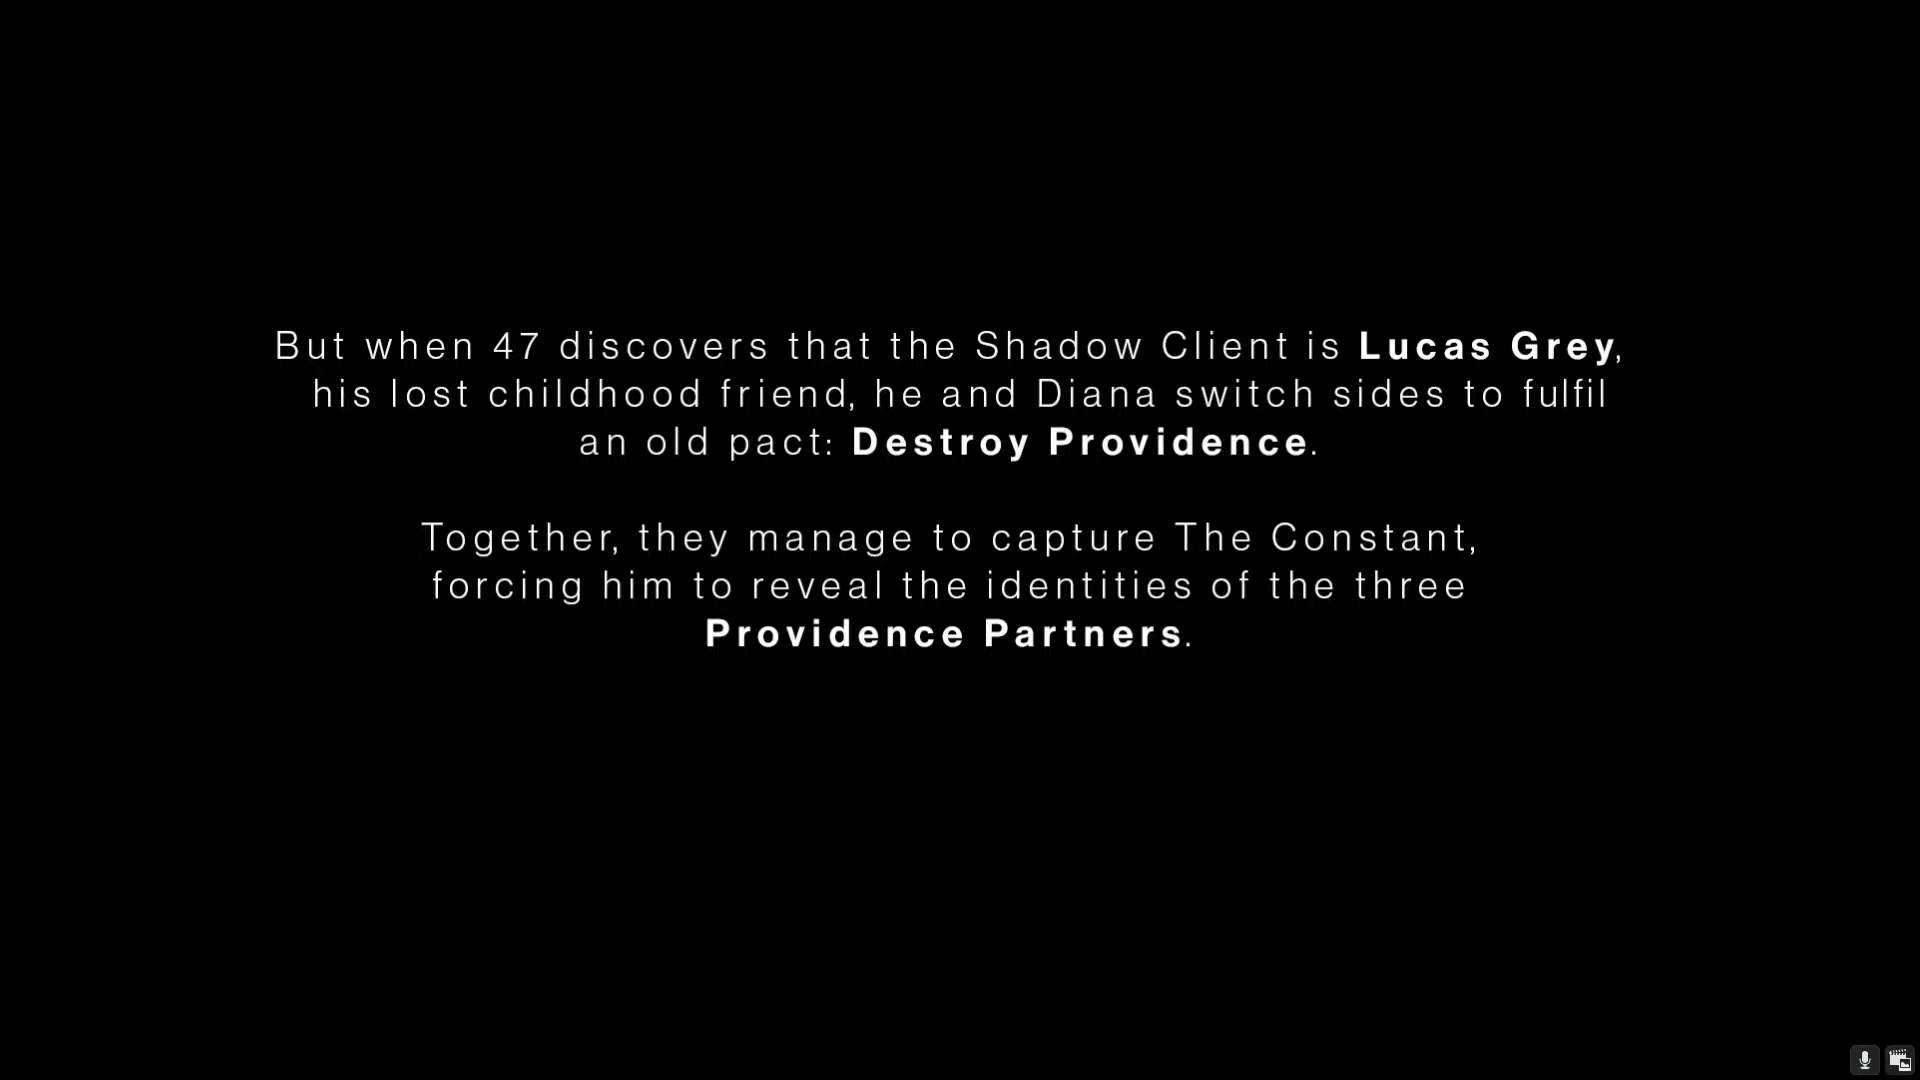 But when 47 discovers that the Shadow Client is Lucas Grey,
his lost childhood friend, he and Diana switch sides to fulfil
an old pact: Destroy Providence.
Together, they manage to capture The Constant,
forcing him to reveal the identities of the three
Providence Partners.